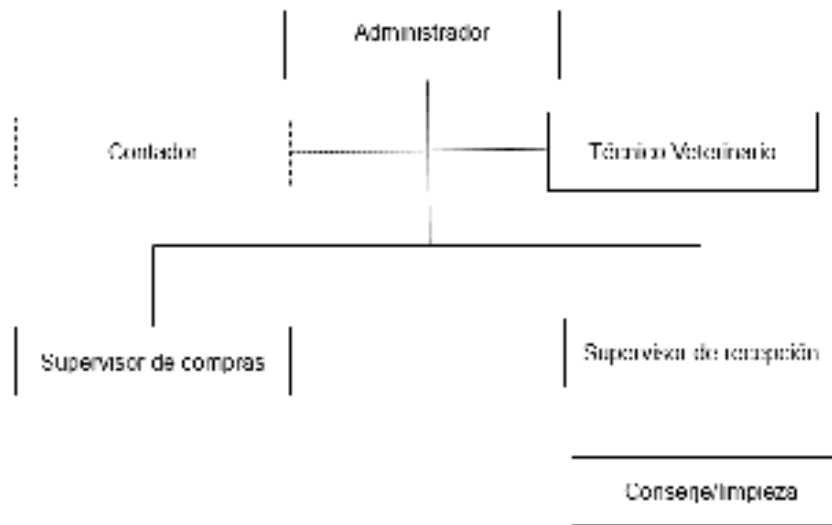 Administrador
Contador
Técnico Veterinario
Supervisor de compras
Supervisor de recepción
Conserje/limpieza